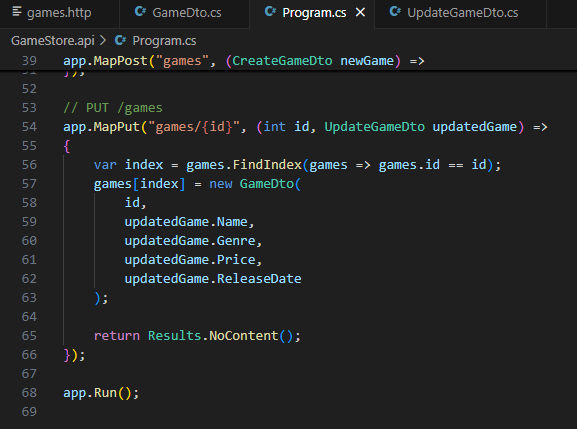 games.http
GameDto.cs
Program.cs
UpdateGameDto.cs
GameStore.api > Program.cs
39 app.MapPost("games", (CreateGameDto newGame) =>
51 });
52
53 // PUT /games
54 app.MapPut("games/{id}", (int id, UpdateGameDto updatedGame) =>
55 {
56     var index = games.FindIndex(games => games.id == id);
57     games[index] = new GameDto(
58         id,
59         updatedGame.Name,
60         updatedGame.Genre,
61         updatedGame.Price,
62         updatedGame.ReleaseDate
63     );
64
65     return Results.NoContent();
66 });
67
68 app.Run();
69